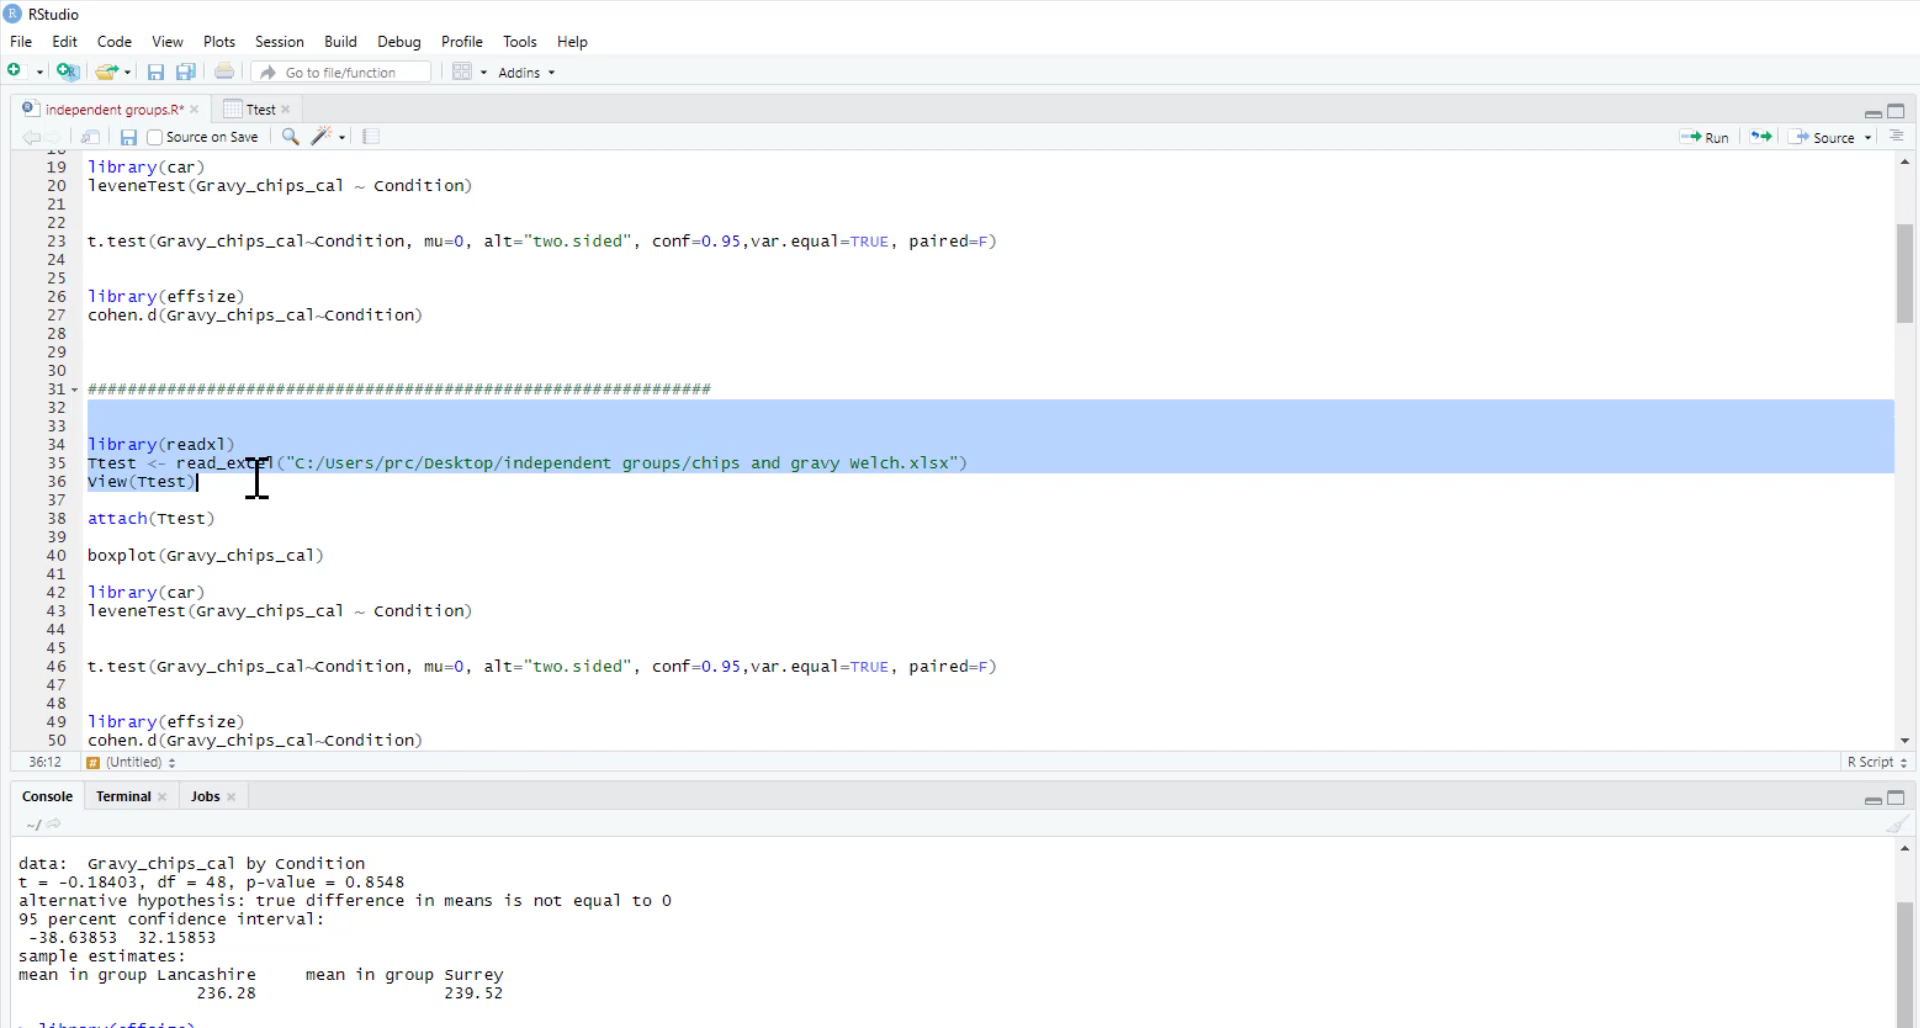 RStudio
File Edit Code View Plots Session Build Debug Profile Tools Help
Go to file/function Addins
independent groups.R* Ttest
Source on Save Run Source
19 library(car)
20 leveneTest(Gravy_chips_cal ~ Condition)
21
22
23 t.test(Gravy_chips_cal~Condition, mu=0, alt="two.sided", conf=0.95,var.equal=TRUE, paired=F)
24
25
26 library(effsize)
27 cohen.d(Gravy_chips_cal~Condition)
28
29
30
31 ###############################################################
32
33
34 library(readxl)
35 Ttest <- read_excel("C:/Users/prc/Desktop/independent groups/chips and gravy Welch.xlsx")
36 View(Ttest)
37
38 attach(Ttest)
39
40 boxplot(Gravy_chips_cal)
41
42 library(car)
43 leveneTest(Gravy_chips_cal ~ Condition)
44
45
46 t.test(Gravy_chips_cal~Condition, mu=0, alt="two.sided", conf=0.95,var.equal=TRUE, paired=F)
47
48
49 library(effsize)
50 cohen.d(Gravy_chips_cal~Condition)
36:12 # (Untitled) R Script
Console Terminal Jobs
~/
data: Gravy_chips_cal by Condition
t = -0.18403, df = 48, p-value = 0.8548
alternative hypothesis: true difference in means is not equal to 0
95 percent confidence interval:
-38.63853 32.15853
sample estimates:
mean in group Lancashire mean in group Surrey
236.28 239.52
> library(effsize)